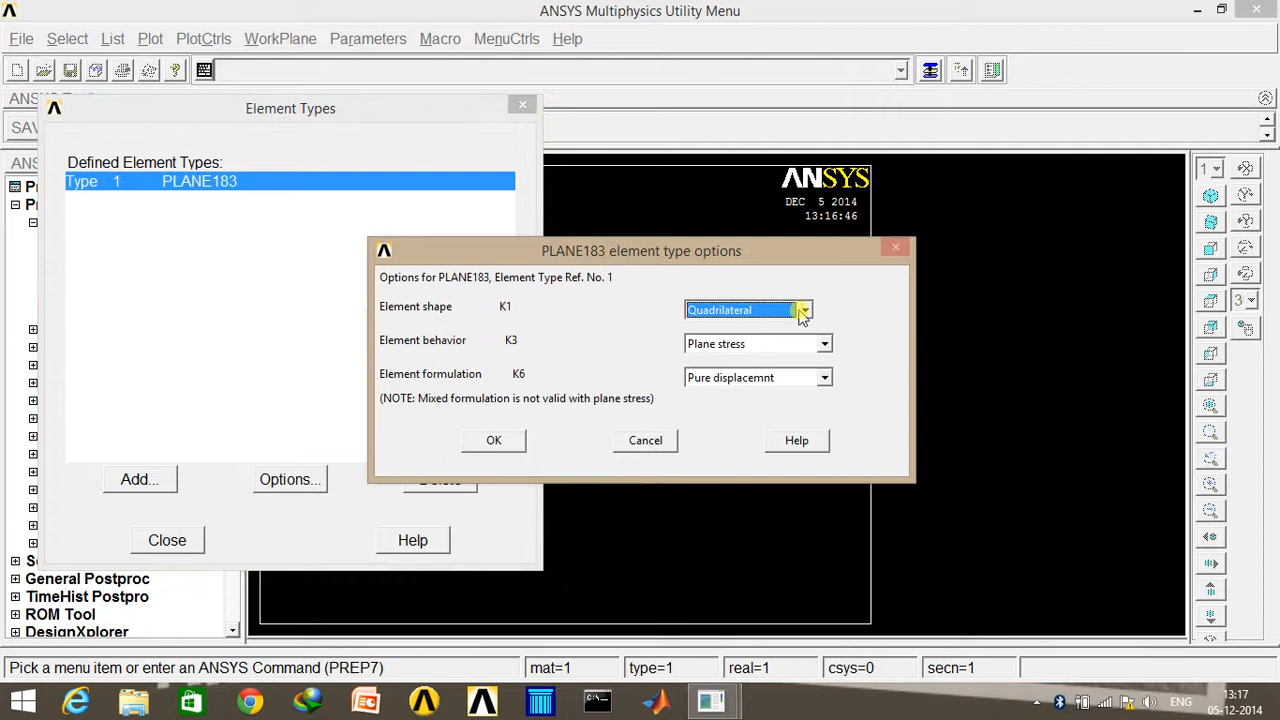 ANSYS Multiphysics Utility Menu
File Select List Plot PlotCtrls WorkPlane Parameters Macro MenuCtrls Help
ANSYS
Element Types
SAV
ANS
1
Defined Element Types:
Type 1 PLANE183
ANSYS
DEC 5 2014
13:16:46
PLANE183 element type options
Options for PLANE183, Element Type Ref. No. 1
Element shape K1 Quadrilateral
3
Element behavior K3 Plane stress
Element formulation K6 Pure displacemnt
(NOTE: Mixed formulation is not valid with plane stress)
OK Cancel Help
Add... Options...
Close Help
General Postproc
TimeHist Postpro
ROM Tool
DesignXplorer
Pick a menu item or enter an ANSYS Command (PREP7) mat=1 type=1 real=1 csys=0 secn=1
ENG
13:17
05-12-2014